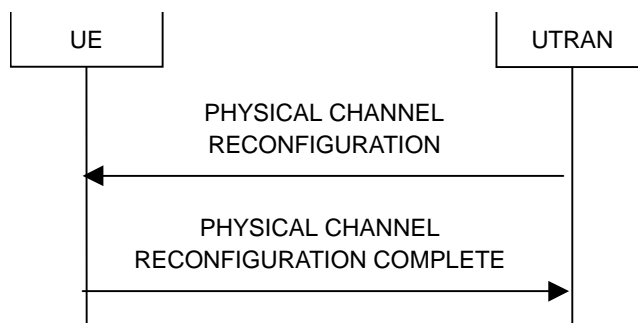 UE
UTRAN
PHYSICAL CHANNEL
RECONFIGURATION
PHYSICAL CHANNEL
RECONFIGURATION COMPLETE